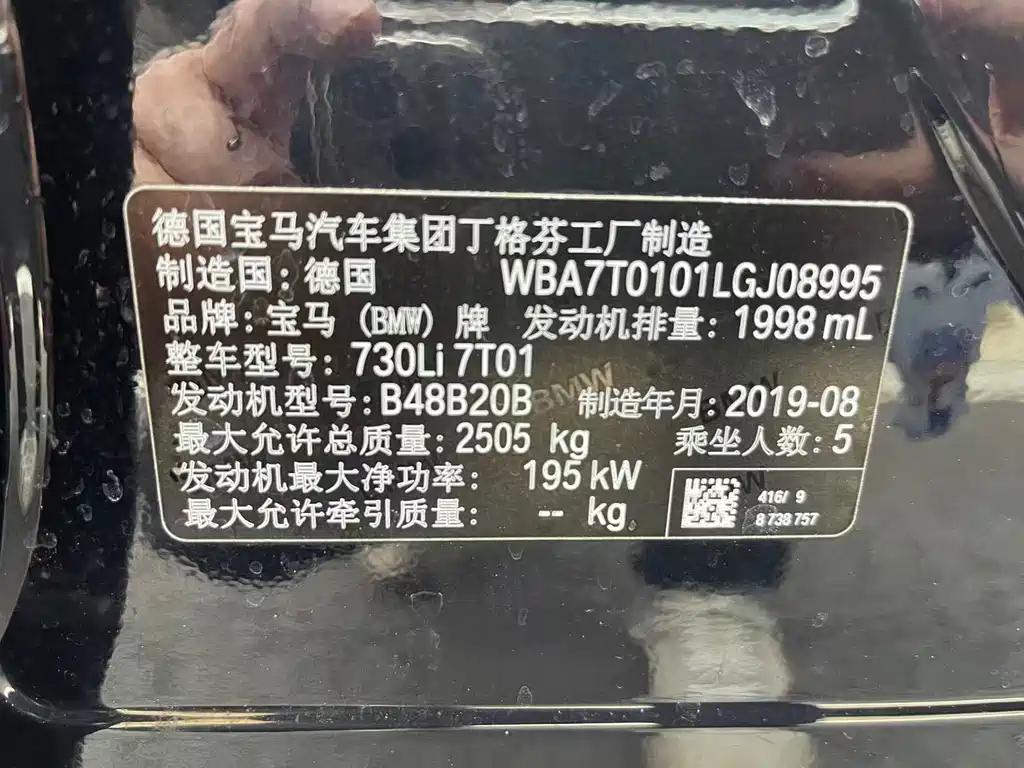 德国宝马汽车集团丁格芬工厂制造
制造国：德国 WBA7T0101LGJ08995
品牌：宝马（BMW）牌 发动机排量：1998 mL
整车型号：730Li 7T01
发动机型号：B48B20B 制造年月：2019-08
最大允许总质量：2505 kg 乘坐人数：5
发动机最大净功率： 195 kW
最大允许牵引质量： -- kg
416/ 9
8 738 757
BMW